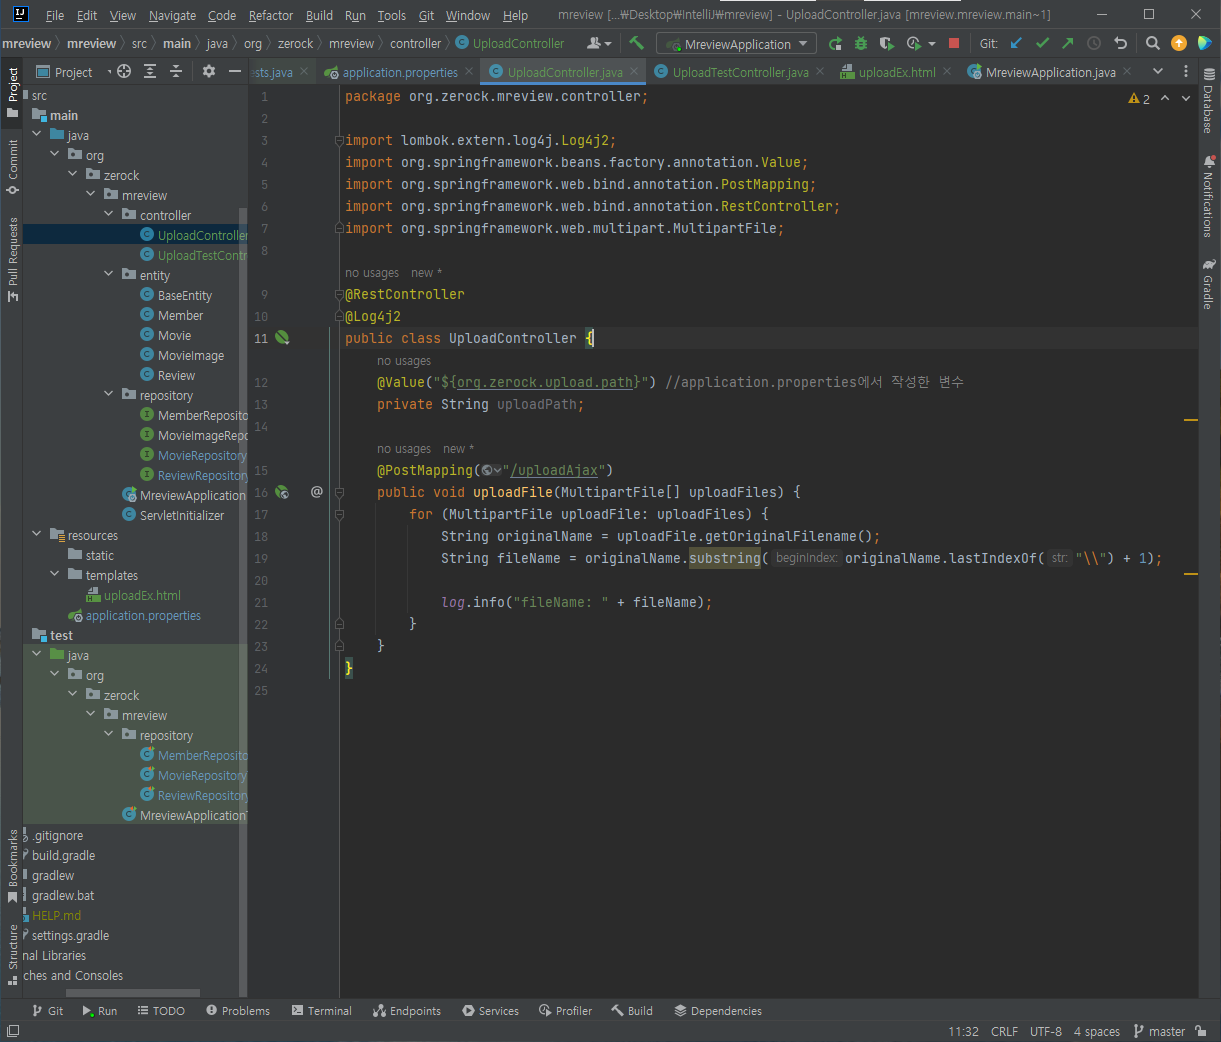 File Edit View Navigate Code Refactor Build Run Tools Git Window Help mreview [...₩Desktop₩IntelliJ₩mreview] - UploadController.java [mreview.mreview.main~1]
mreview mreview src main java org zerock mreview controller UploadController MreviewApplication Git:
Project sts.java application.properties UploadController.java UploadTestController.java uploadEx.html MreviewApplication.java
Project
Commit
Pull Requests
Bookmarks
Structure
src
main
java
org
zerock
mreview
controller
UploadController
UploadTestContr
entity
BaseEntity
Member
Movie
MovieImage
Review
repository
MemberReposito
MovieImageRepo
MovieRepository
ReviewRepository
MreviewApplication
ServletInitializer
resources
static
templates
uploadEx.html
application.properties
test
java
org
zerock
mreview
repository
MemberReposito
MovieRepository
ReviewRepository
MreviewApplication
.gitignore
build.gradle
gradlew
gradlew.bat
HELP.md
settings.gradle
nal Libraries
ches and Consoles
2
1 package org.zerock.mreview.controller;
2
3 import lombok.extern.log4j.Log4j2;
4 import org.springframework.beans.factory.annotation.Value;
5 import org.springframework.web.bind.annotation.PostMapping;
6 import org.springframework.web.bind.annotation.RestController;
7 import org.springframework.web.multipart.MultipartFile;
8
no usages new *
9 @RestController
10 @Log4j2
11 public class UploadController {
no usages
12 @Value("${org.zerock.upload.path}") //application.properties에서 작성한 변수
13 private String uploadPath;
14
no usages new *
15 @PostMapping("/uploadAjax")
16 @ public void uploadFile(MultipartFile[] uploadFiles) {
17 for (MultipartFile uploadFile: uploadFiles) {
18 String originalName = uploadFile.getOriginalFilename();
19 String fileName = originalName.substring( beginIndex: originalName.lastIndexOf( str: "\\") + 1);
20
21 log.info("fileName: " + fileName);
22 }
23 }
24 }
25
Database
Notifications
Gradle
Git Run TODO Problems Terminal Endpoints Services Profiler Build Dependencies
11:32 CRLF UTF-8 4 spaces master